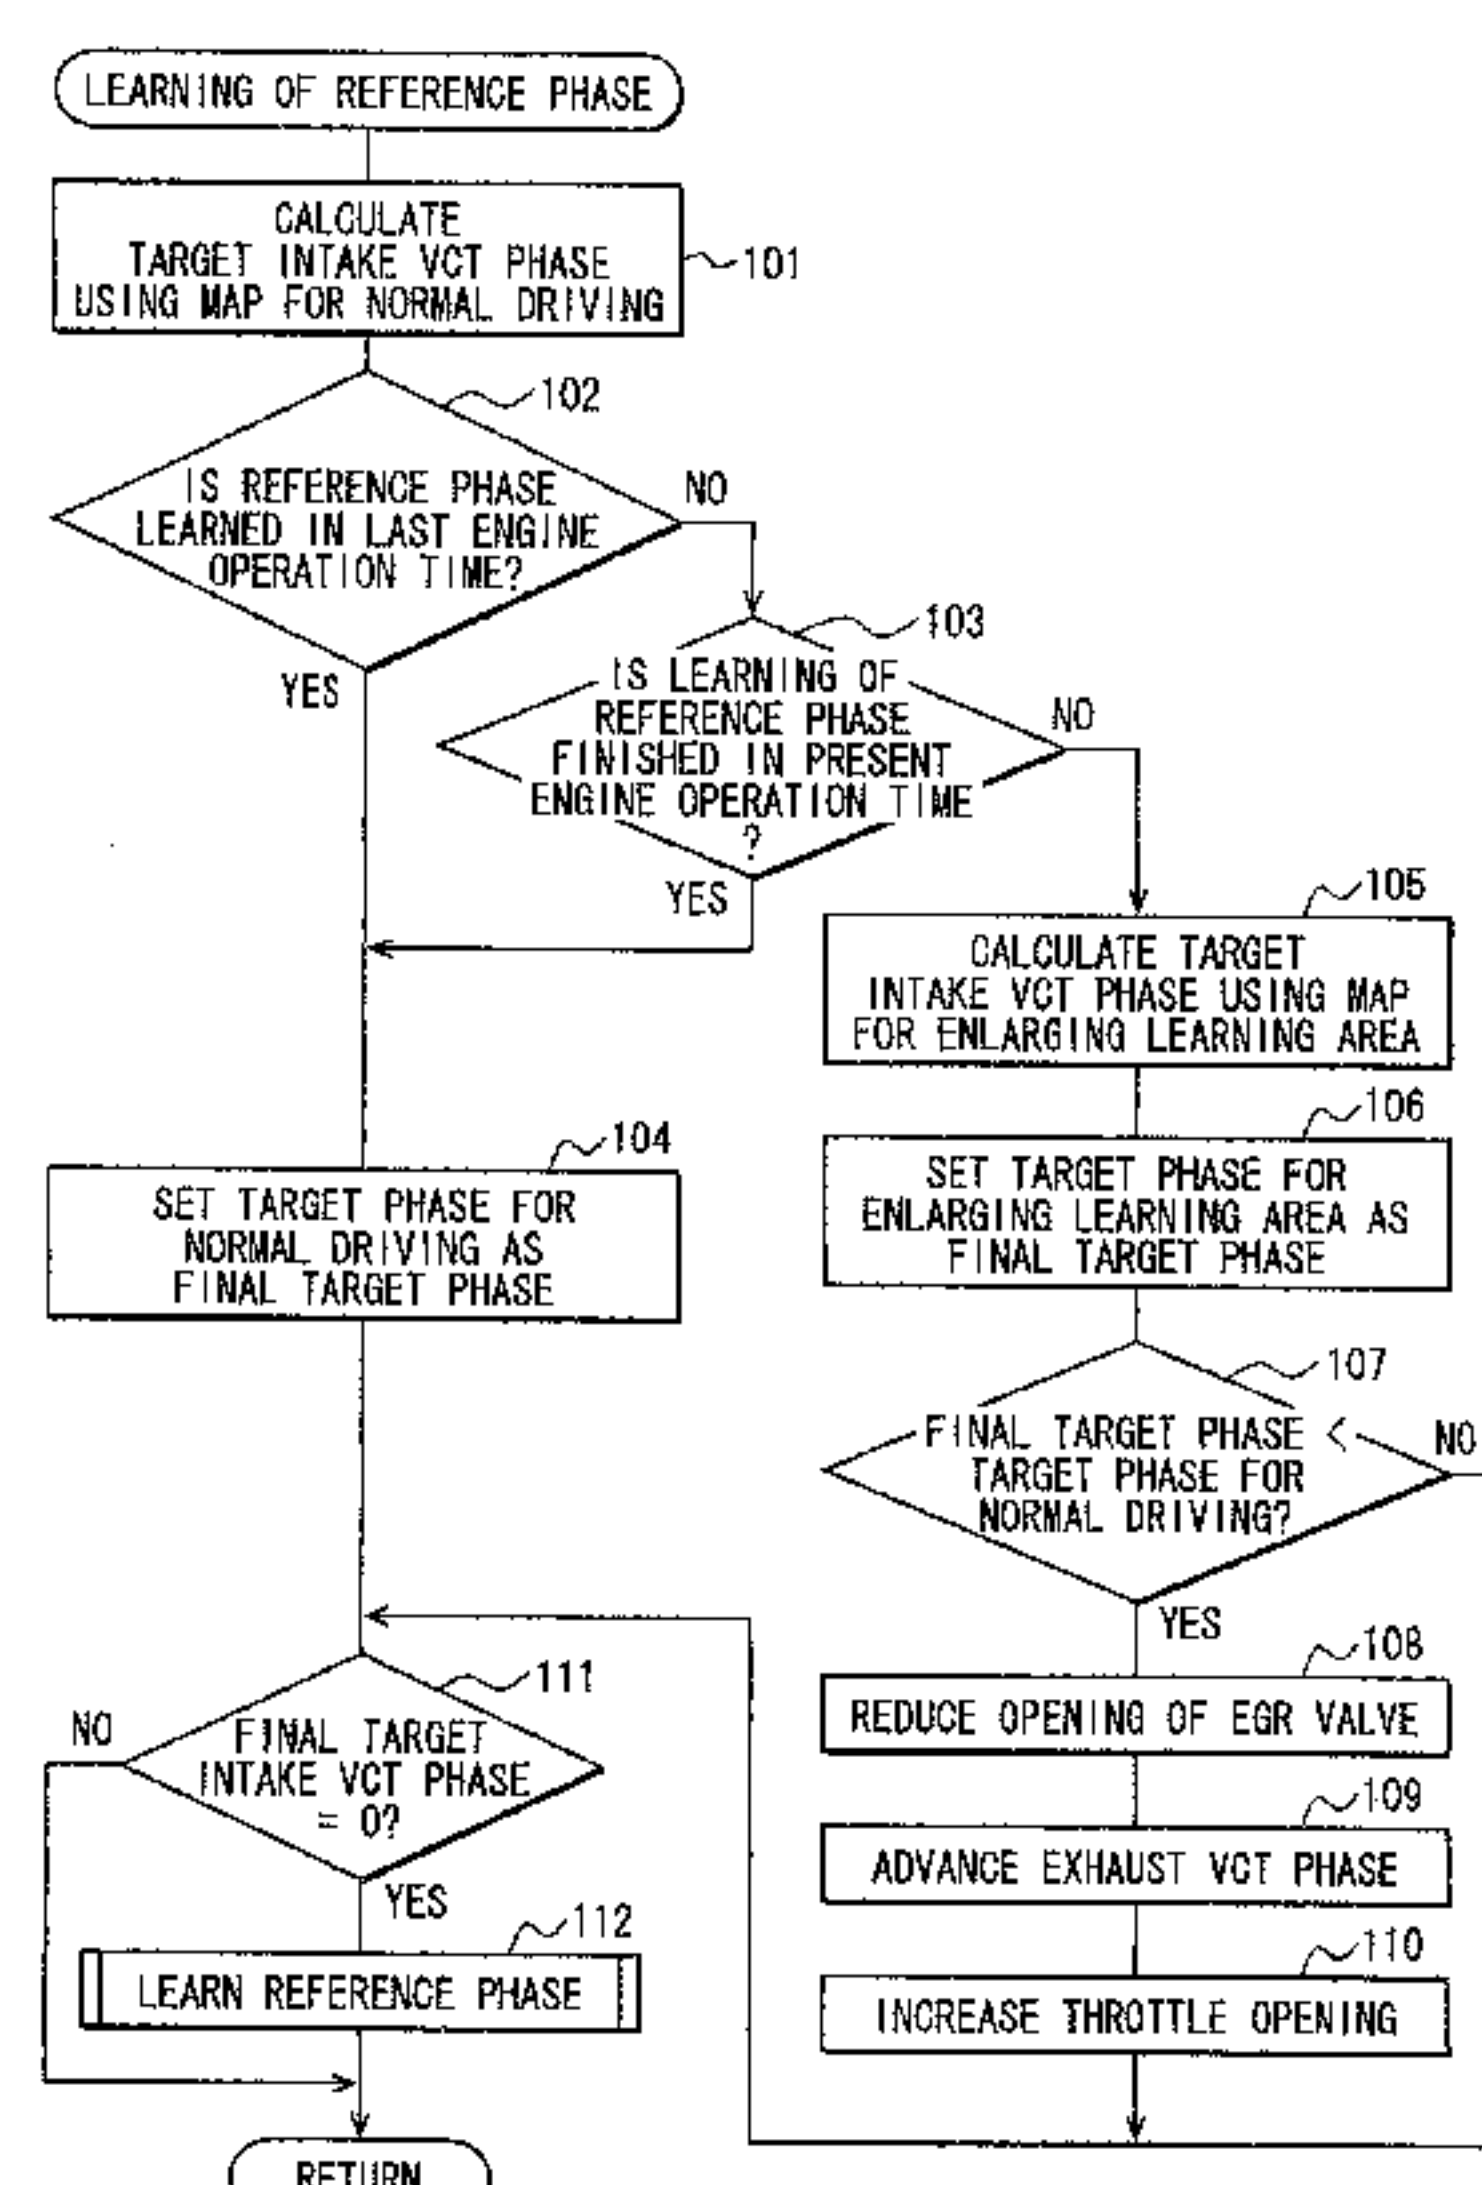 LEARNING OF REFERENCE PHASE
CALCULATE
TARGET INTAKE VCT PHASE
USING MAP FOR NORMAL DRIVING
101
102
IS REFERENCE PHASE
LEARNED IN LAST ENGINE
OPERATION TIME?
NO
YES
103
IS LEARNING OF
REFERENCE PHASE
FINISHED IN PRESENT
ENGINE OPERATION TIME
?
NO
YES
105
CALCULATE TARGET
INTAKE VCT PHASE USING MAP
FOR ENLARGING LEARNING AREA
106
SET TARGET PHASE FOR
ENLARGING LEARNING AREA AS
FINAL TARGET PHASE
104
SET TARGET PHASE FOR
NORMAL DRIVING AS
FINAL TARGET PHASE
107
FINAL TARGET PHASE <
TARGET PHASE FOR
NORMAL DRIVING?
NO
YES
108
REDUCE OPENING OF EGR VALVE
109
ADVANCE EXHAUST VCT PHASE
110
INCREASE THROTTLE OPENING
111
FINAL TARGET
INTAKE VCT PHASE
= 0?
NO
YES
112
LEARN REFERENCE PHASE
RETURN